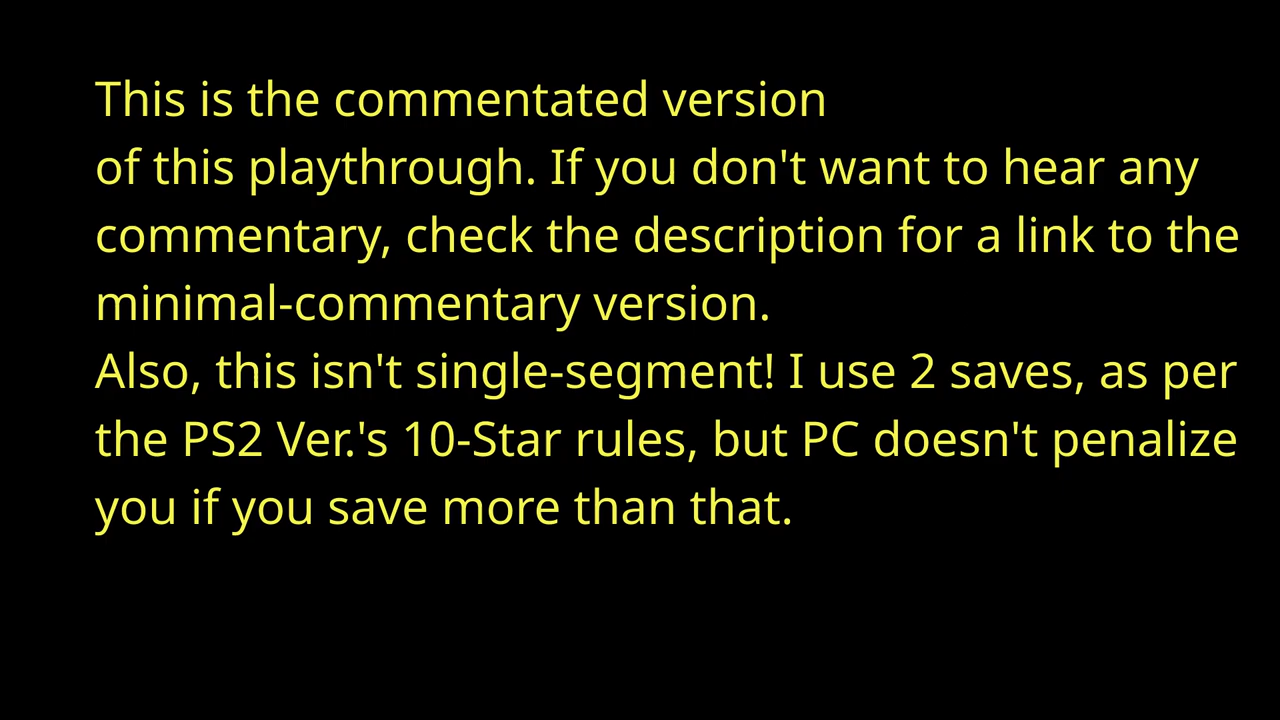 This is the commentated version
of this playthrough. If you don't want to hear any
commentary, check the description for a link to the
minimal-commentary version.
Also, this isn't single-segment! I use 2 saves, as per
the PS2 Ver.'s 10-Star rules, but PC doesn't penalize
you if you save more than that.